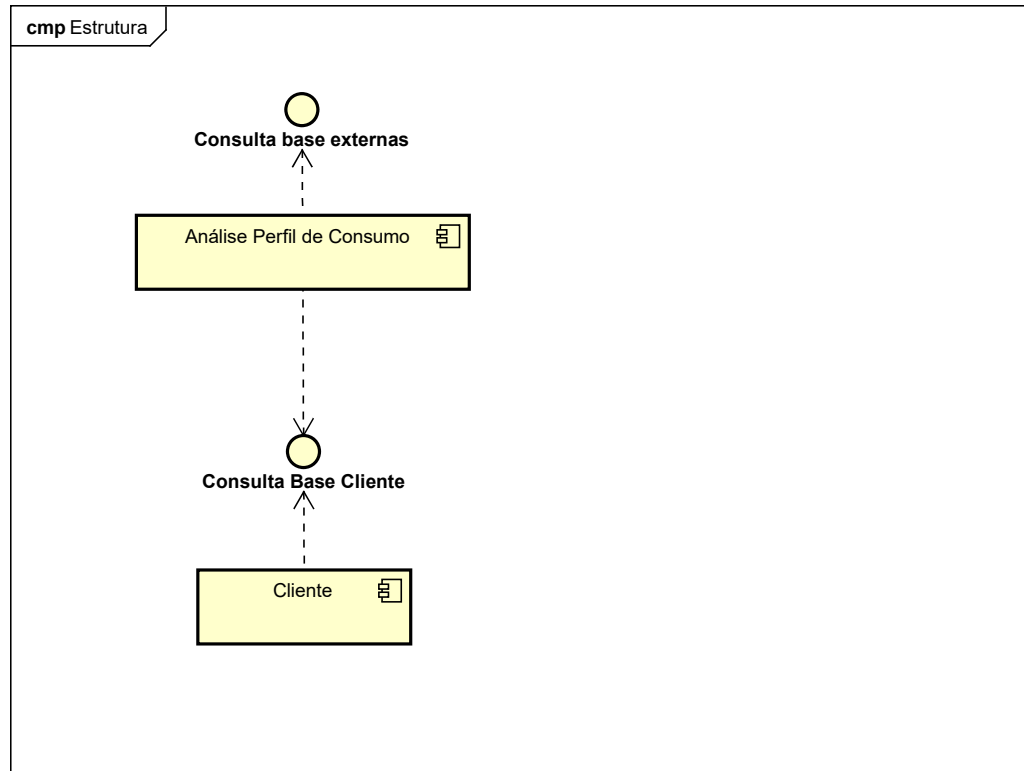 cmp Estrutura
Consulta base externas
Análise Perfil de Consumo
Consulta Base Cliente
Cliente